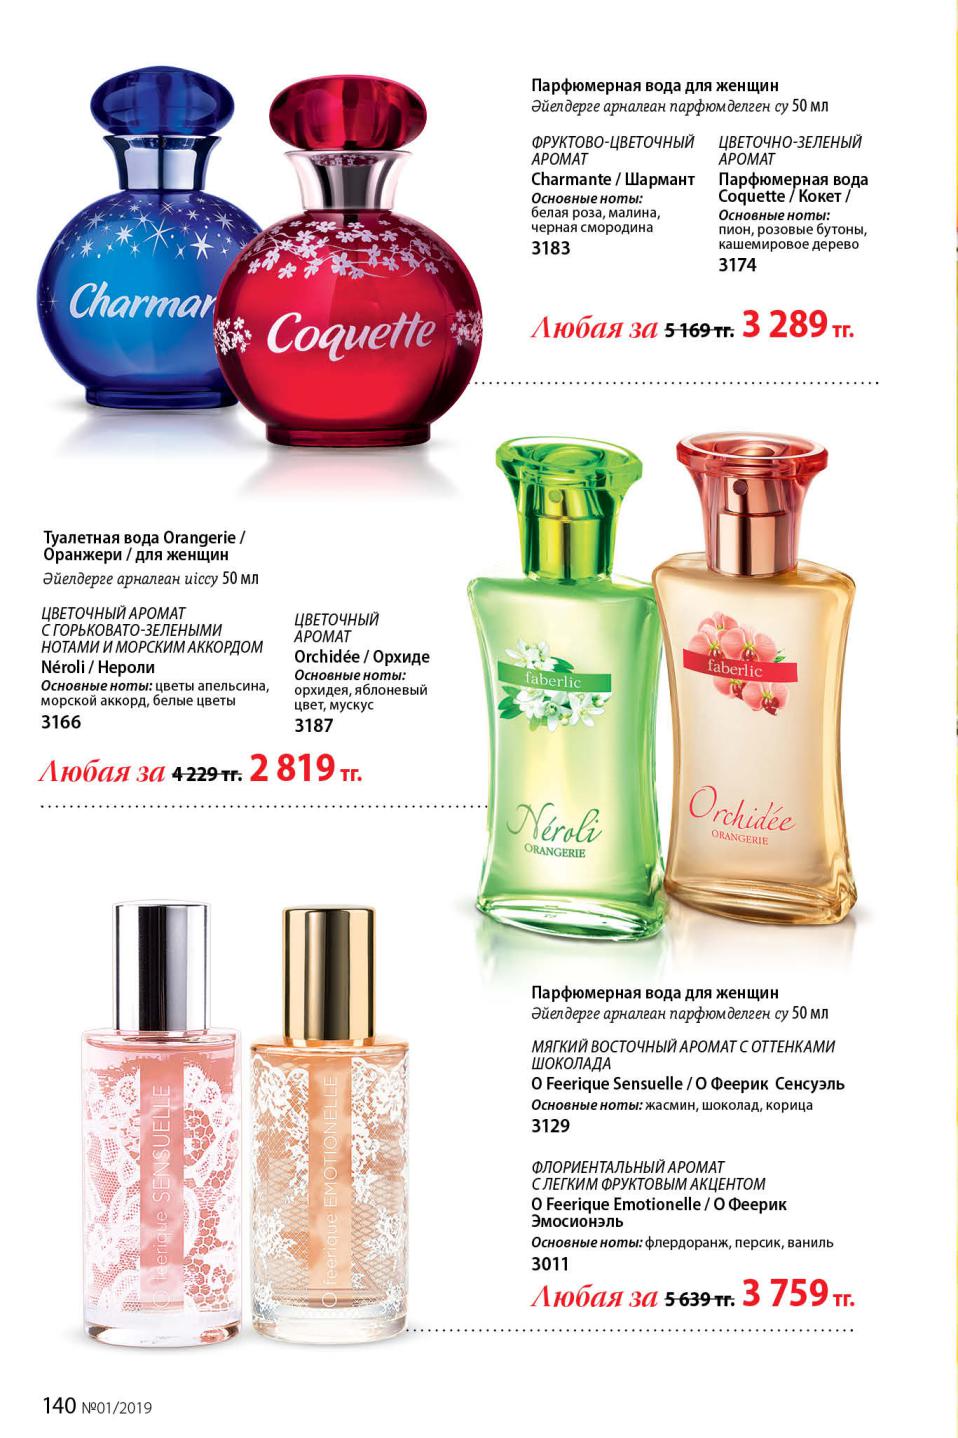 Charman
Coquette
Парфюмерная вода для женщин
Әйелдерге арналған парфюмделген су 50 мл
ФРУКТОВО-ЦВЕТОЧНЫЙ
АРОМАТ
Charmante / Шармант
Основные ноты:
белая роза, малина,
черная смородина
3183
ЦВЕТОЧНО-ЗЕЛЕНЫЙ
АРОМАТ
Парфюмерная вода
Coquette / Кокет /
Основные ноты:
пион, розовые бутоны,
кашемировое дерево
3174
Любая за 5 169 тг. 3 289 тг.
Туалетная вода Orangerie /
Оранжери / для женщин
Әйелдерге арналған иіссу 50 мл
ЦВЕТОЧНЫЙ АРОМАТ
С ГОРЬКОВАТО-ЗЕЛЕНЫМИ
НОТАМИ И МОРСКИМ АККОРДОМ
Néroli / Нероли
Основные ноты: цветы апельсина,
морской аккорд, белые цветы
3166
ЦВЕТОЧНЫЙ
АРОМАТ
Orchidée / Орхиде
Основные ноты:
орхидея, яблоневый
цвет, мускус
3187
Любая за 4 229 тг. 2 819 тг.
faberlic
Néroli
ORANGERIE
faberlic
Orchidée
ORANGERIE
O feerique SENSUELLE
O feerique EMOTIONELLE
Парфюмерная вода для женщин
Әйелдерге арналған парфюмделген су 50 мл
МЯГКИЙ ВОСТОЧНЫЙ АРОМАТ С ОТТЕНКАМИ
ШОКОЛАДА
O Feerique Sensuelle / О Феерик Сенсуэль
Основные ноты: жасмин, шоколад, корица
3129
ФЛОРИЕНТАЛЬНЫЙ АРОМАТ
С ЛЕГКИМ ФРУКТОВЫМ АКЦЕНТОМ
O Feerique Emotionelle / О Феерик
Эмосионэль
Основные ноты: флердоранж, персик, ваниль
3011
Любая за 5 639 тг. 3 759 тг.
140 №01/2019